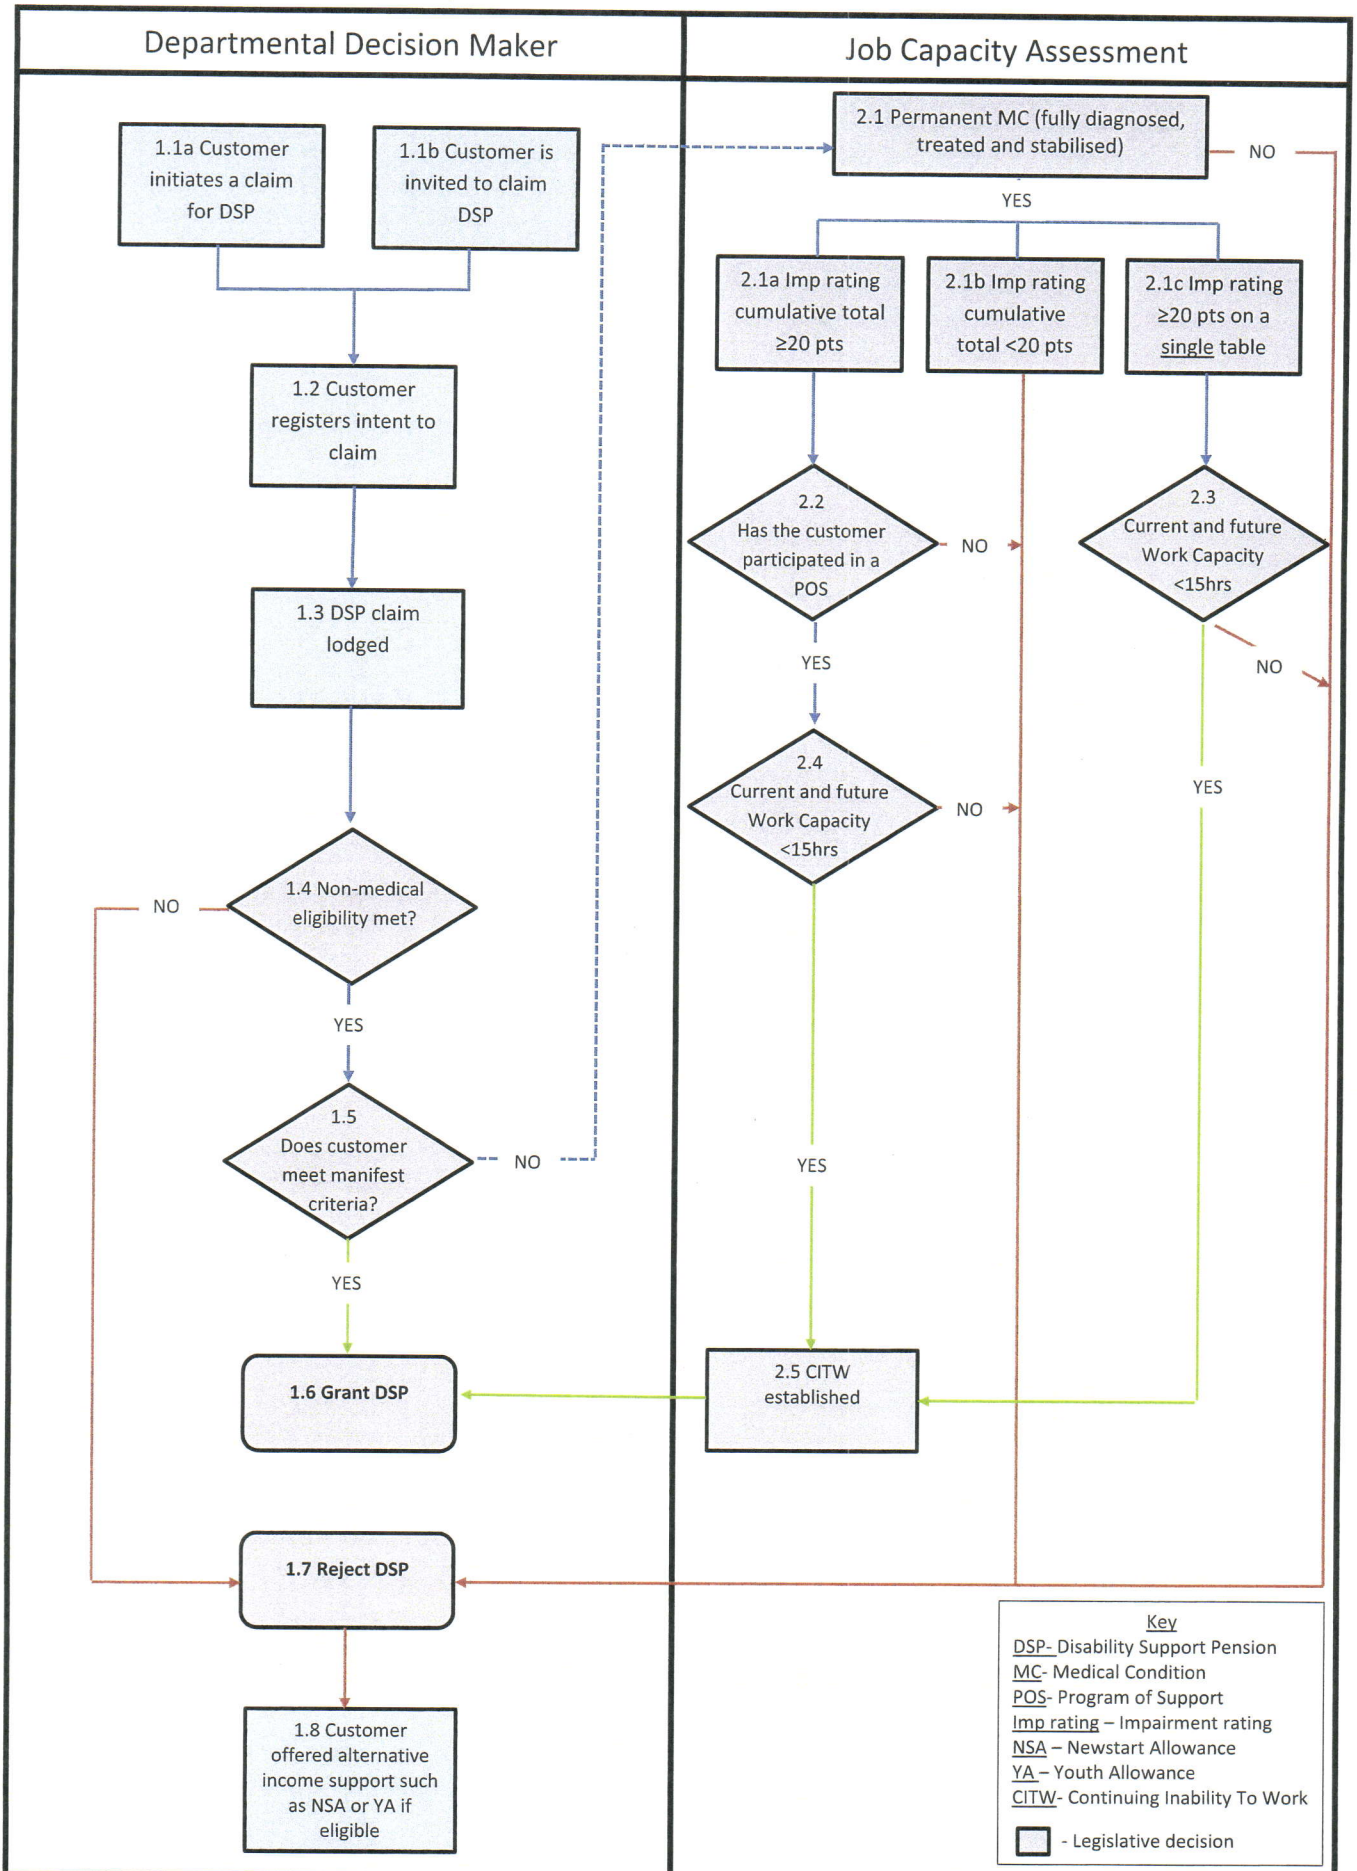 Departmental Decision Maker
Job Capacity Assessment
1.1a Customer
initiates a claim
for DSP
1.1b Customer is
invited to claim
DSP
1.2 Customer
registers intent to
claim
1.3 DSP claim
lodged
1.4 Non-medical
eligibility met?
NO
YES
1.5
Does customer
meet manifest
criteria?
NO
YES
1.6 Grant DSP
1.7 Reject DSP
1.8 Customer
offered alternative
income support such
as NSA or YA if
eligible
2.1 Permanent MC (fully diagnosed,
treated and stabilised)
NO
YES
2.1a Imp rating
cumulative total
≥20 pts
2.1b Imp rating
cumulative
total <20 pts
2.1c Imp rating
≥20 pts on a
single table
2.2
Has the customer
participated in a
POS
NO
YES
2.3
Current and future
Work Capacity
<15hrs
NO
YES
2.4
Current and future
Work Capacity
<15hrs
NO
YES
2.5 CITW
established
Key
DSP- Disability Support Pension
MC- Medical Condition
POS- Program of Support
Imp rating – Impairment rating
NSA – Newstart Allowance
YA – Youth Allowance
CITW- Continuing Inability To Work
- Legislative decision